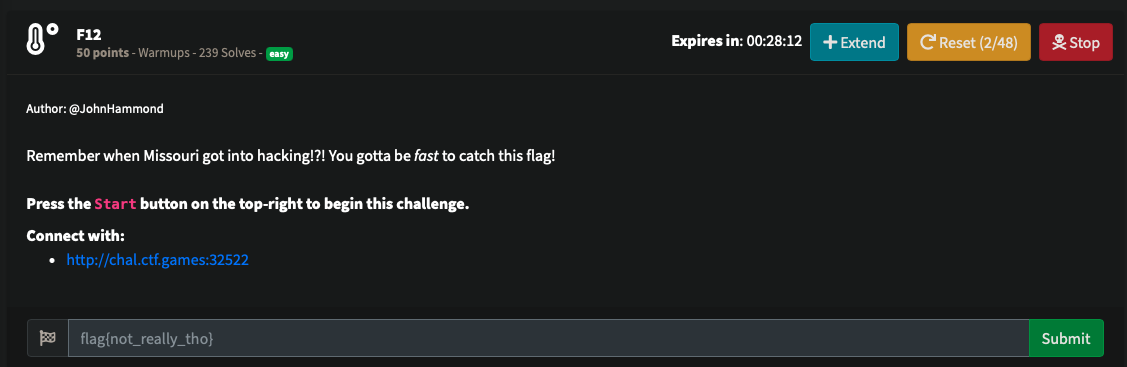 F12
50 points - Warmups - 239 Solves - easy
Expires in: 00:28:12 Extend Reset (2/48) Stop
Author: @JohnHammond
Remember when Missouri got into hacking!?! You gotta be fast to catch this flag!
Press the Start button on the top-right to begin this challenge.
Connect with:
• http://chal.ctf.games:32522
flag{not_really_tho} Submit